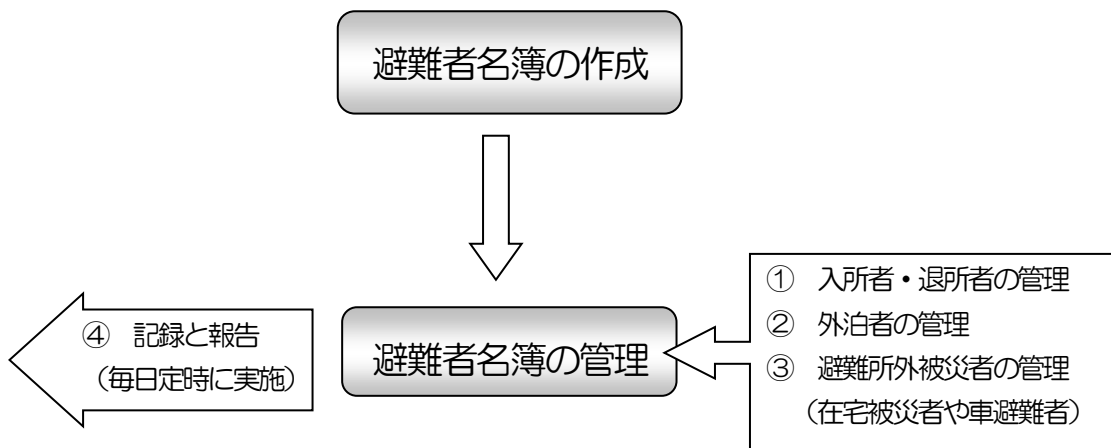 避難者名簿の作成
① 入所者・退所者の管理
② 外泊者の管理
③ 避難所外被災者の管理
（在宅被災者や車避難者）
避難者名簿の管理
④ 記録と報告
（毎日定時に実施）